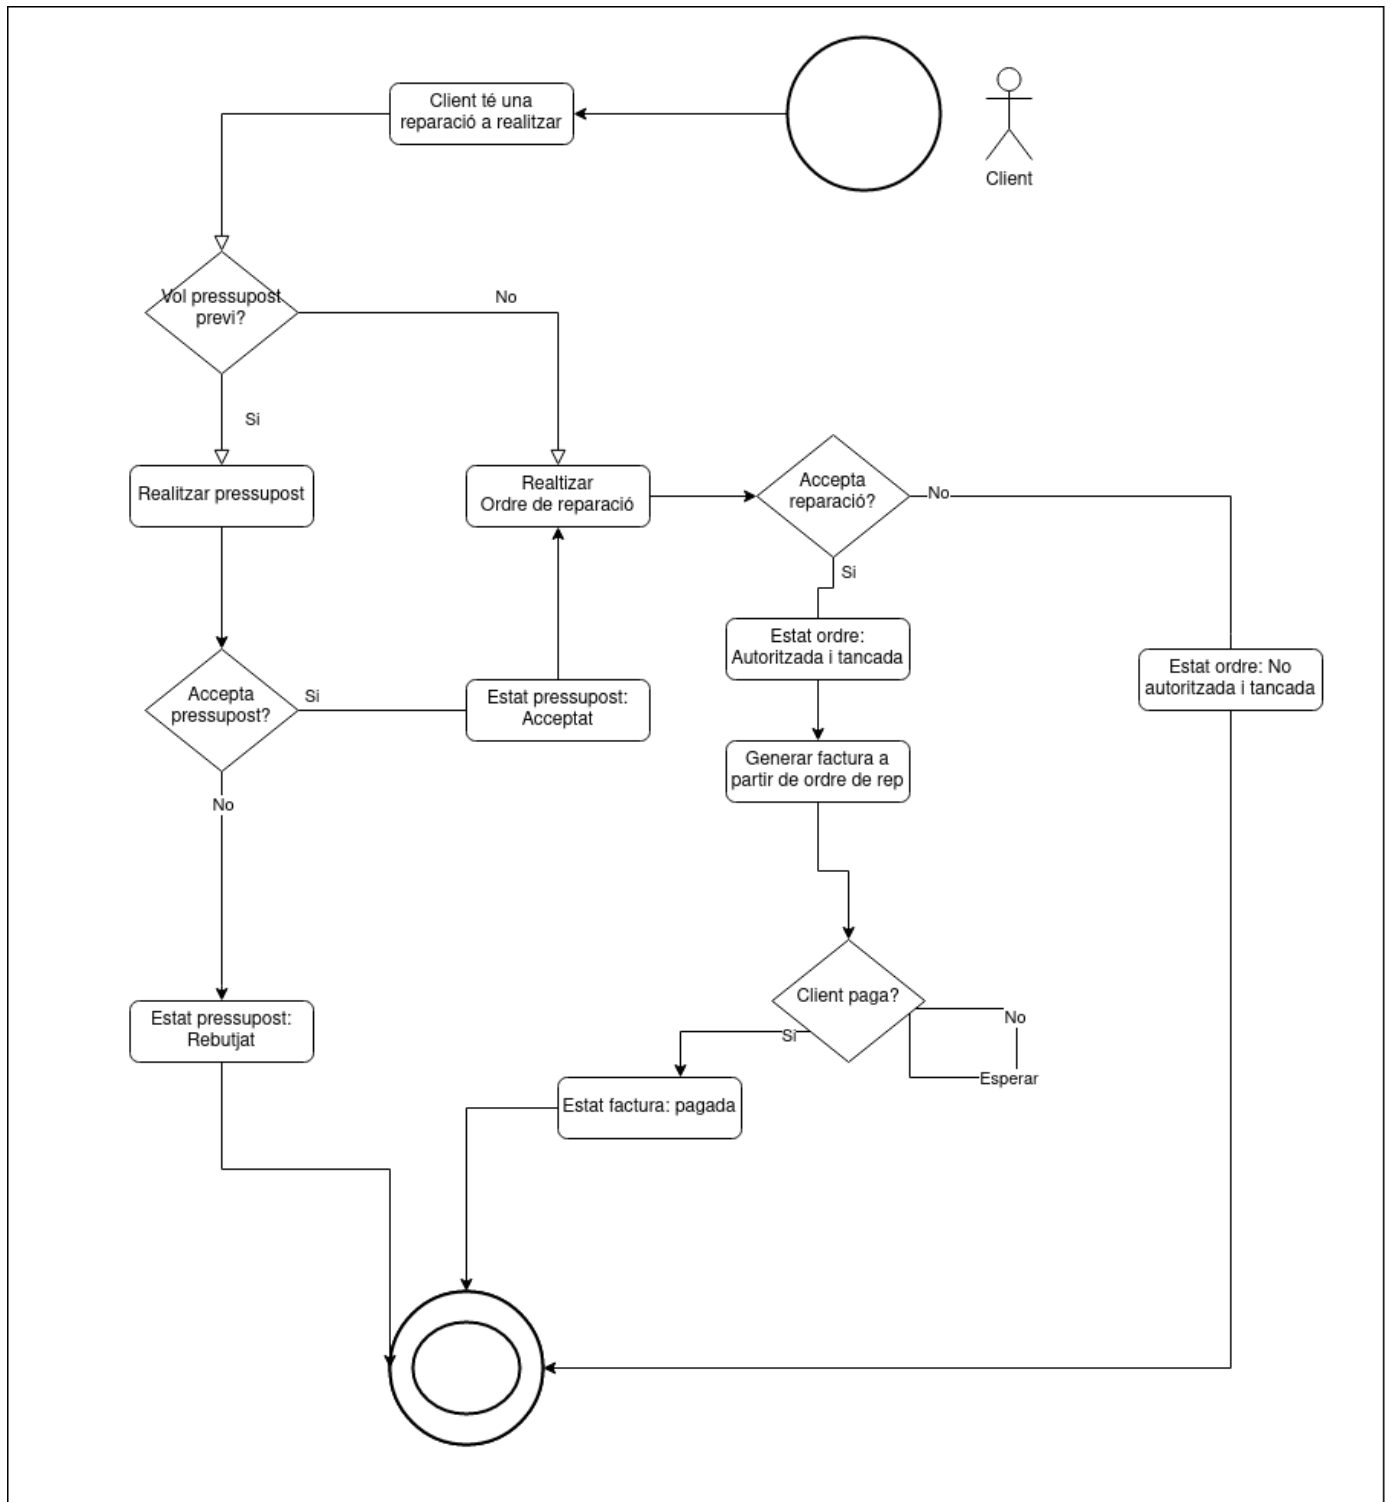 Client té una
reparació a realitzar
Client
Vol pressupost
previ?
No
Si
Realitzar pressupost
Realtizar
Ordre de reparació
Accepta
reparació?
No
Si
Estat ordre:
Autoritzada i tancada
Estat ordre: No
autoritzada i tancada
Accepta
pressupost?
Si
Estat pressupost:
Acceptat
No
Generar factura a
partir de ordre de rep
Client paga?
No
Si
Esperar
Estat pressupost:
Rebutjat
Estat factura: pagada